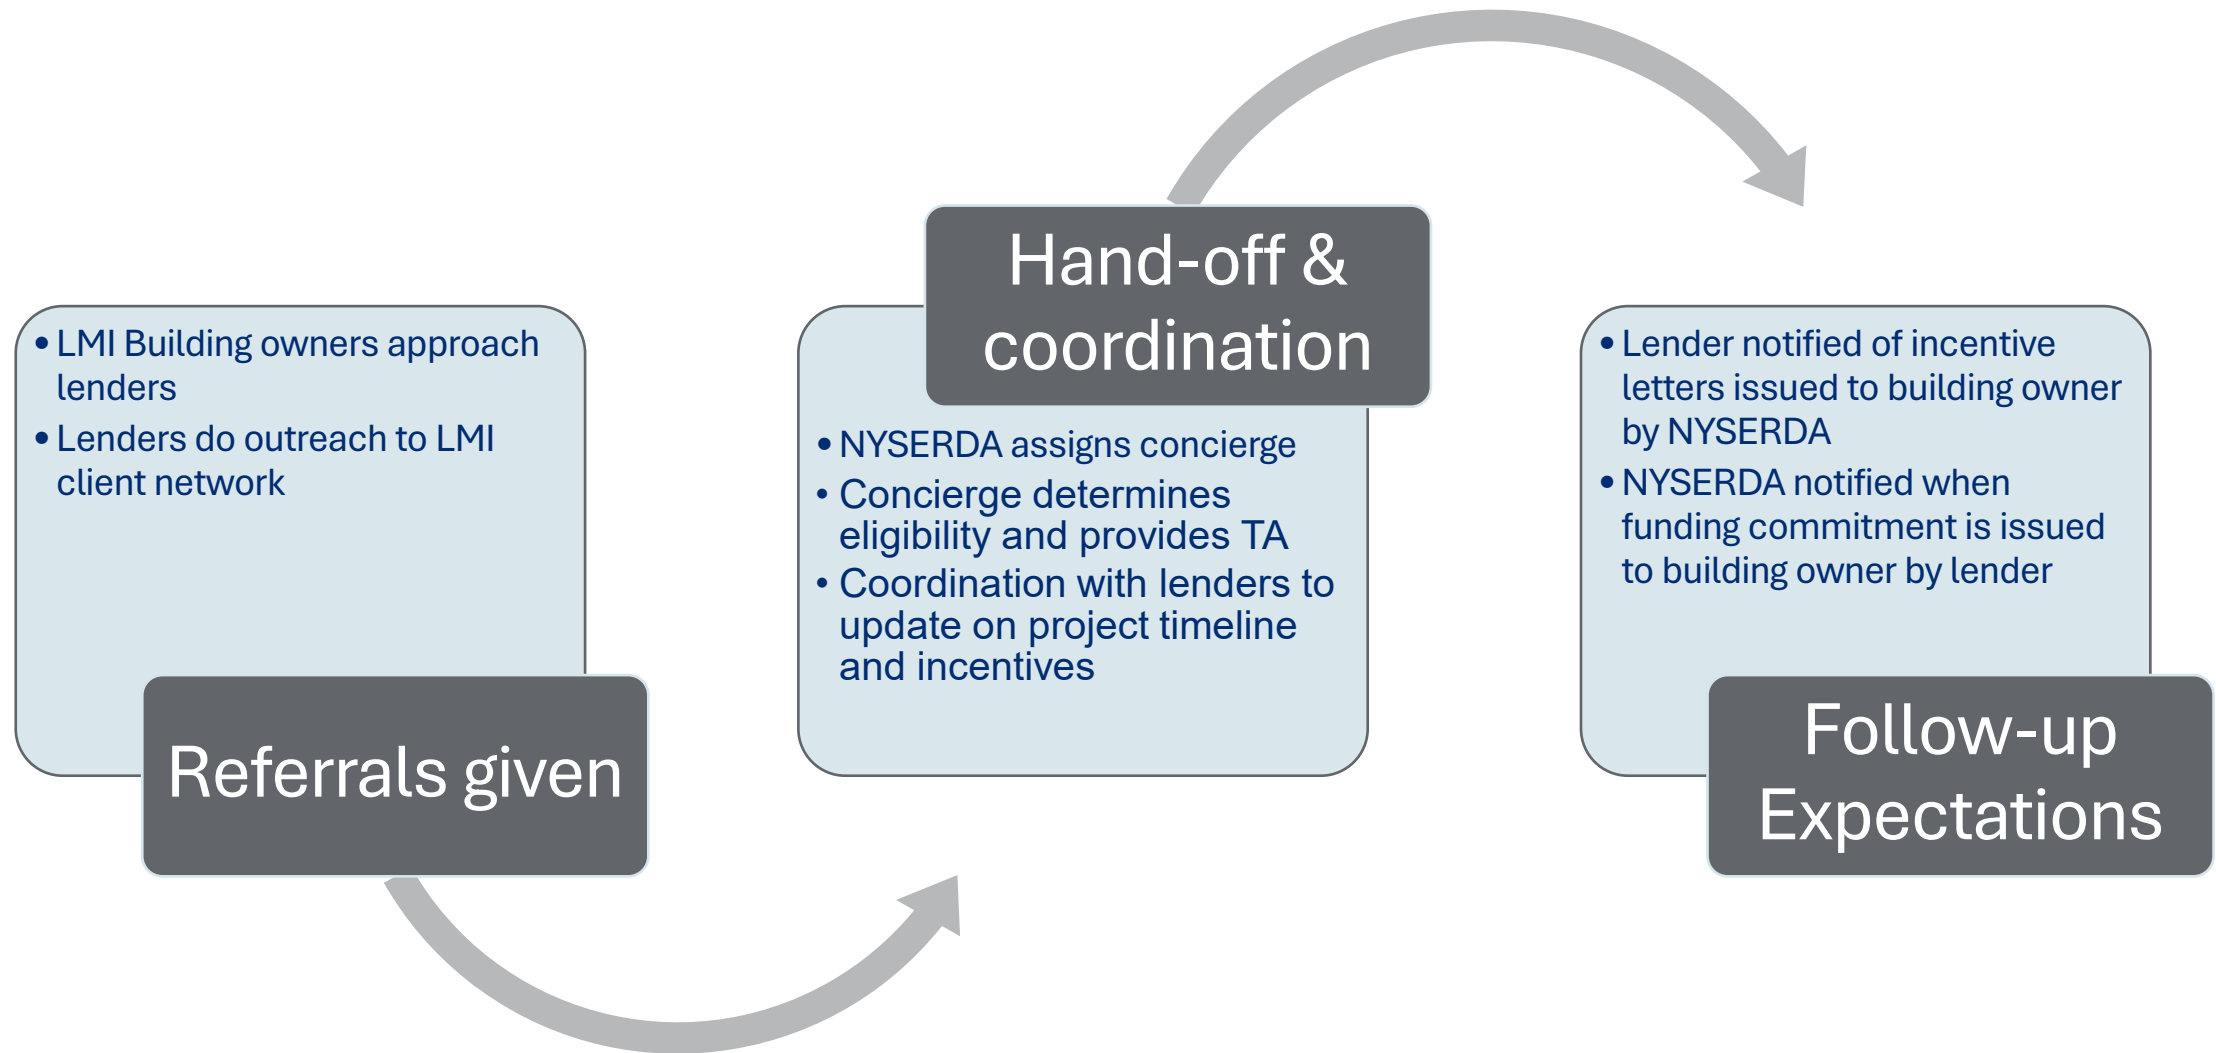 • LMI Building owners approach
lenders
• Lenders do outreach to LMI
client network
Referrals given
Hand-off &
coordination
• NYSERDA assigns concierge
• Concierge determines
eligibility and provides TA
• Coordination with lenders to
update on project timeline
and incentives
• Lender notified of incentive
letters issued to building owner
by NYSERDA
• NYSERDA notified when
funding commitment is issued
to building owner by lender
Follow-up
Expectations